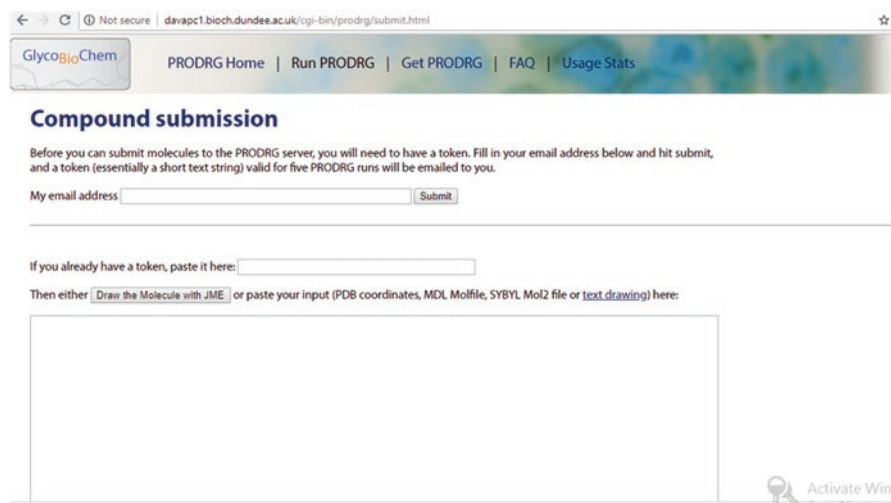 Not secure | davapc1.bioch.dundee.ac.uk/cgi-bin/prodrg/submit.html
GlycoBioChem
PRODRG Home | Run PRODRG | Get PRODRG | FAQ | Usage Stats
Compound submission
Before you can submit molecules to the PRODRG server, you will need to have a token. Fill in your email address below and hit submit,
and a token (essentially a short text string) valid for five PRODRG runs will be emailed to you.
My email address Submit
If you already have a token, paste it here:
Then either Draw the Molecule with JME or paste your input (PDB coordinates, MDL Molfile, SYBYL Mol2 file or text drawing) here:
Activate Win